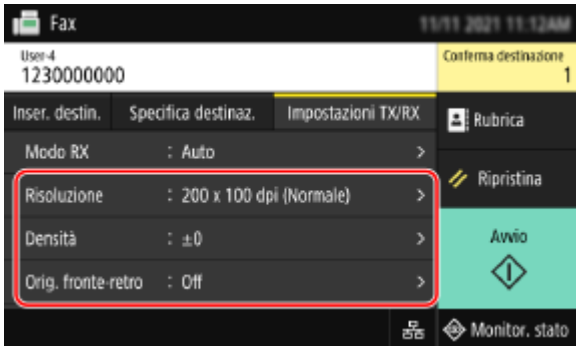 Fax
11/11 2021 11:12AM
User-4
1230000000
Conferma destinazione
1
Inser. destin.
Specifica destinaz.
Impostazioni TX/RX
Rubrica
Modo RX : Auto
Risoluzione : 200 x 100 dpi (Normale)
Ripristina
Densità : ±0
Avvio
Orig. fronte-retro : Off
Monitor. stato